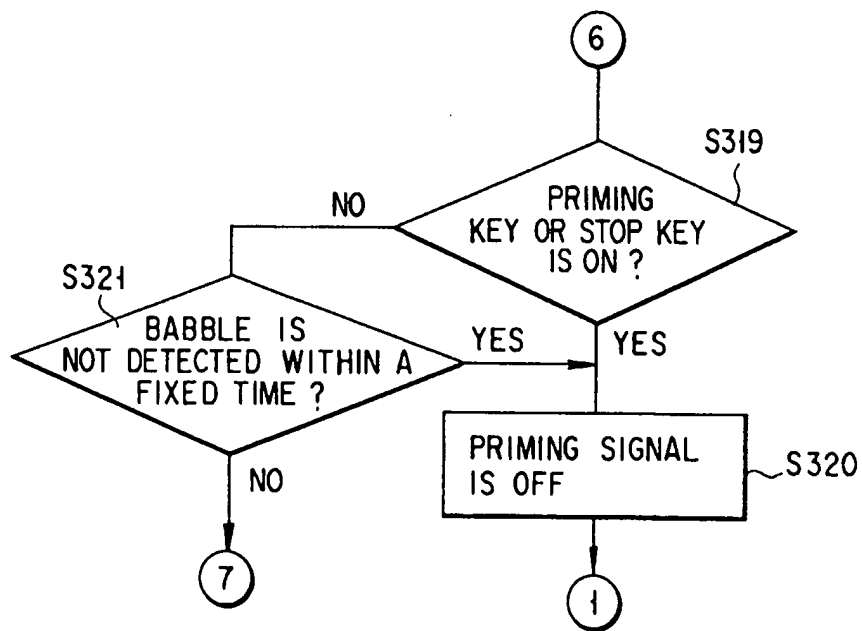 6
S319
PRIMING
KEY OR STOP KEY
IS ON ?
NO
YES
S321
BABBLE IS
NOT DETECTED WITHIN A
FIXED TIME ?
YES
NO
PRIMING SIGNAL
IS OFF
S320
7
1